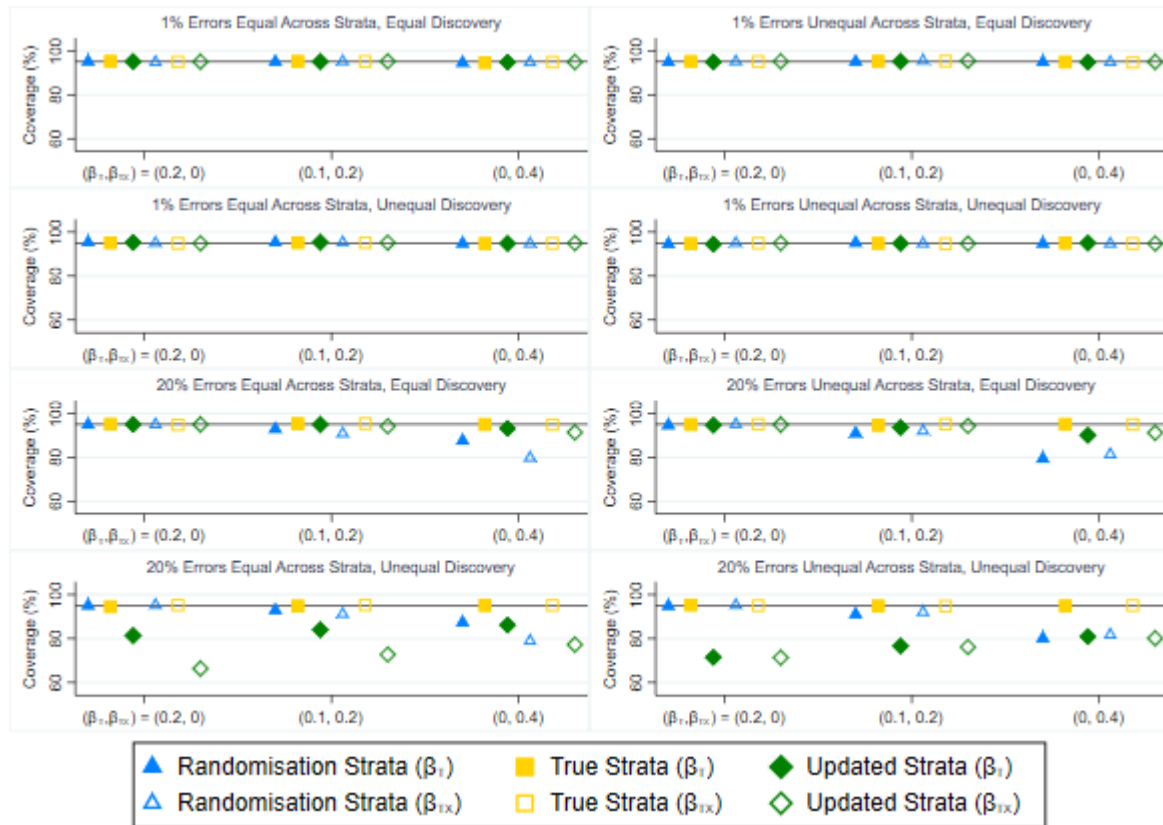 1% Errors Equal Across Strata, Equal Discovery
Coverage (%)
100
80
60
(βT,βTX) = (0.2, 0)
(0.1, 0.2)
(0, 0.4)
1% Errors Unequal Across Strata, Equal Discovery
Coverage (%)
100
80
60
(βT,βTX) = (0.2, 0)
(0.1, 0.2)
(0, 0.4)
1% Errors Equal Across Strata, Unequal Discovery
Coverage (%)
100
80
60
(βT,βTX) = (0.2, 0)
(0.1, 0.2)
(0, 0.4)
1% Errors Unequal Across Strata, Unequal Discovery
Coverage (%)
100
80
60
(βT,βTX) = (0.2, 0)
(0.1, 0.2)
(0, 0.4)
20% Errors Equal Across Strata, Equal Discovery
Coverage (%)
100
80
60
(βT,βTX) = (0.2, 0)
(0.1, 0.2)
(0, 0.4)
20% Errors Unequal Across Strata, Equal Discovery
Coverage (%)
100
80
60
(βT,βTX) = (0.2, 0)
(0.1, 0.2)
(0, 0.4)
20% Errors Equal Across Strata, Unequal Discovery
Coverage (%)
100
80
60
(βT,βTX) = (0.2, 0)
(0.1, 0.2)
(0, 0.4)
20% Errors Unequal Across Strata, Unequal Discovery
Coverage (%)
100
80
60
(βT,βTX) = (0.2, 0)
(0.1, 0.2)
(0, 0.4)
Randomisation Strata (βT)
True Strata (βT)
Updated Strata (βT)
Randomisation Strata (βTX)
True Strata (βTX)
Updated Strata (βTX)